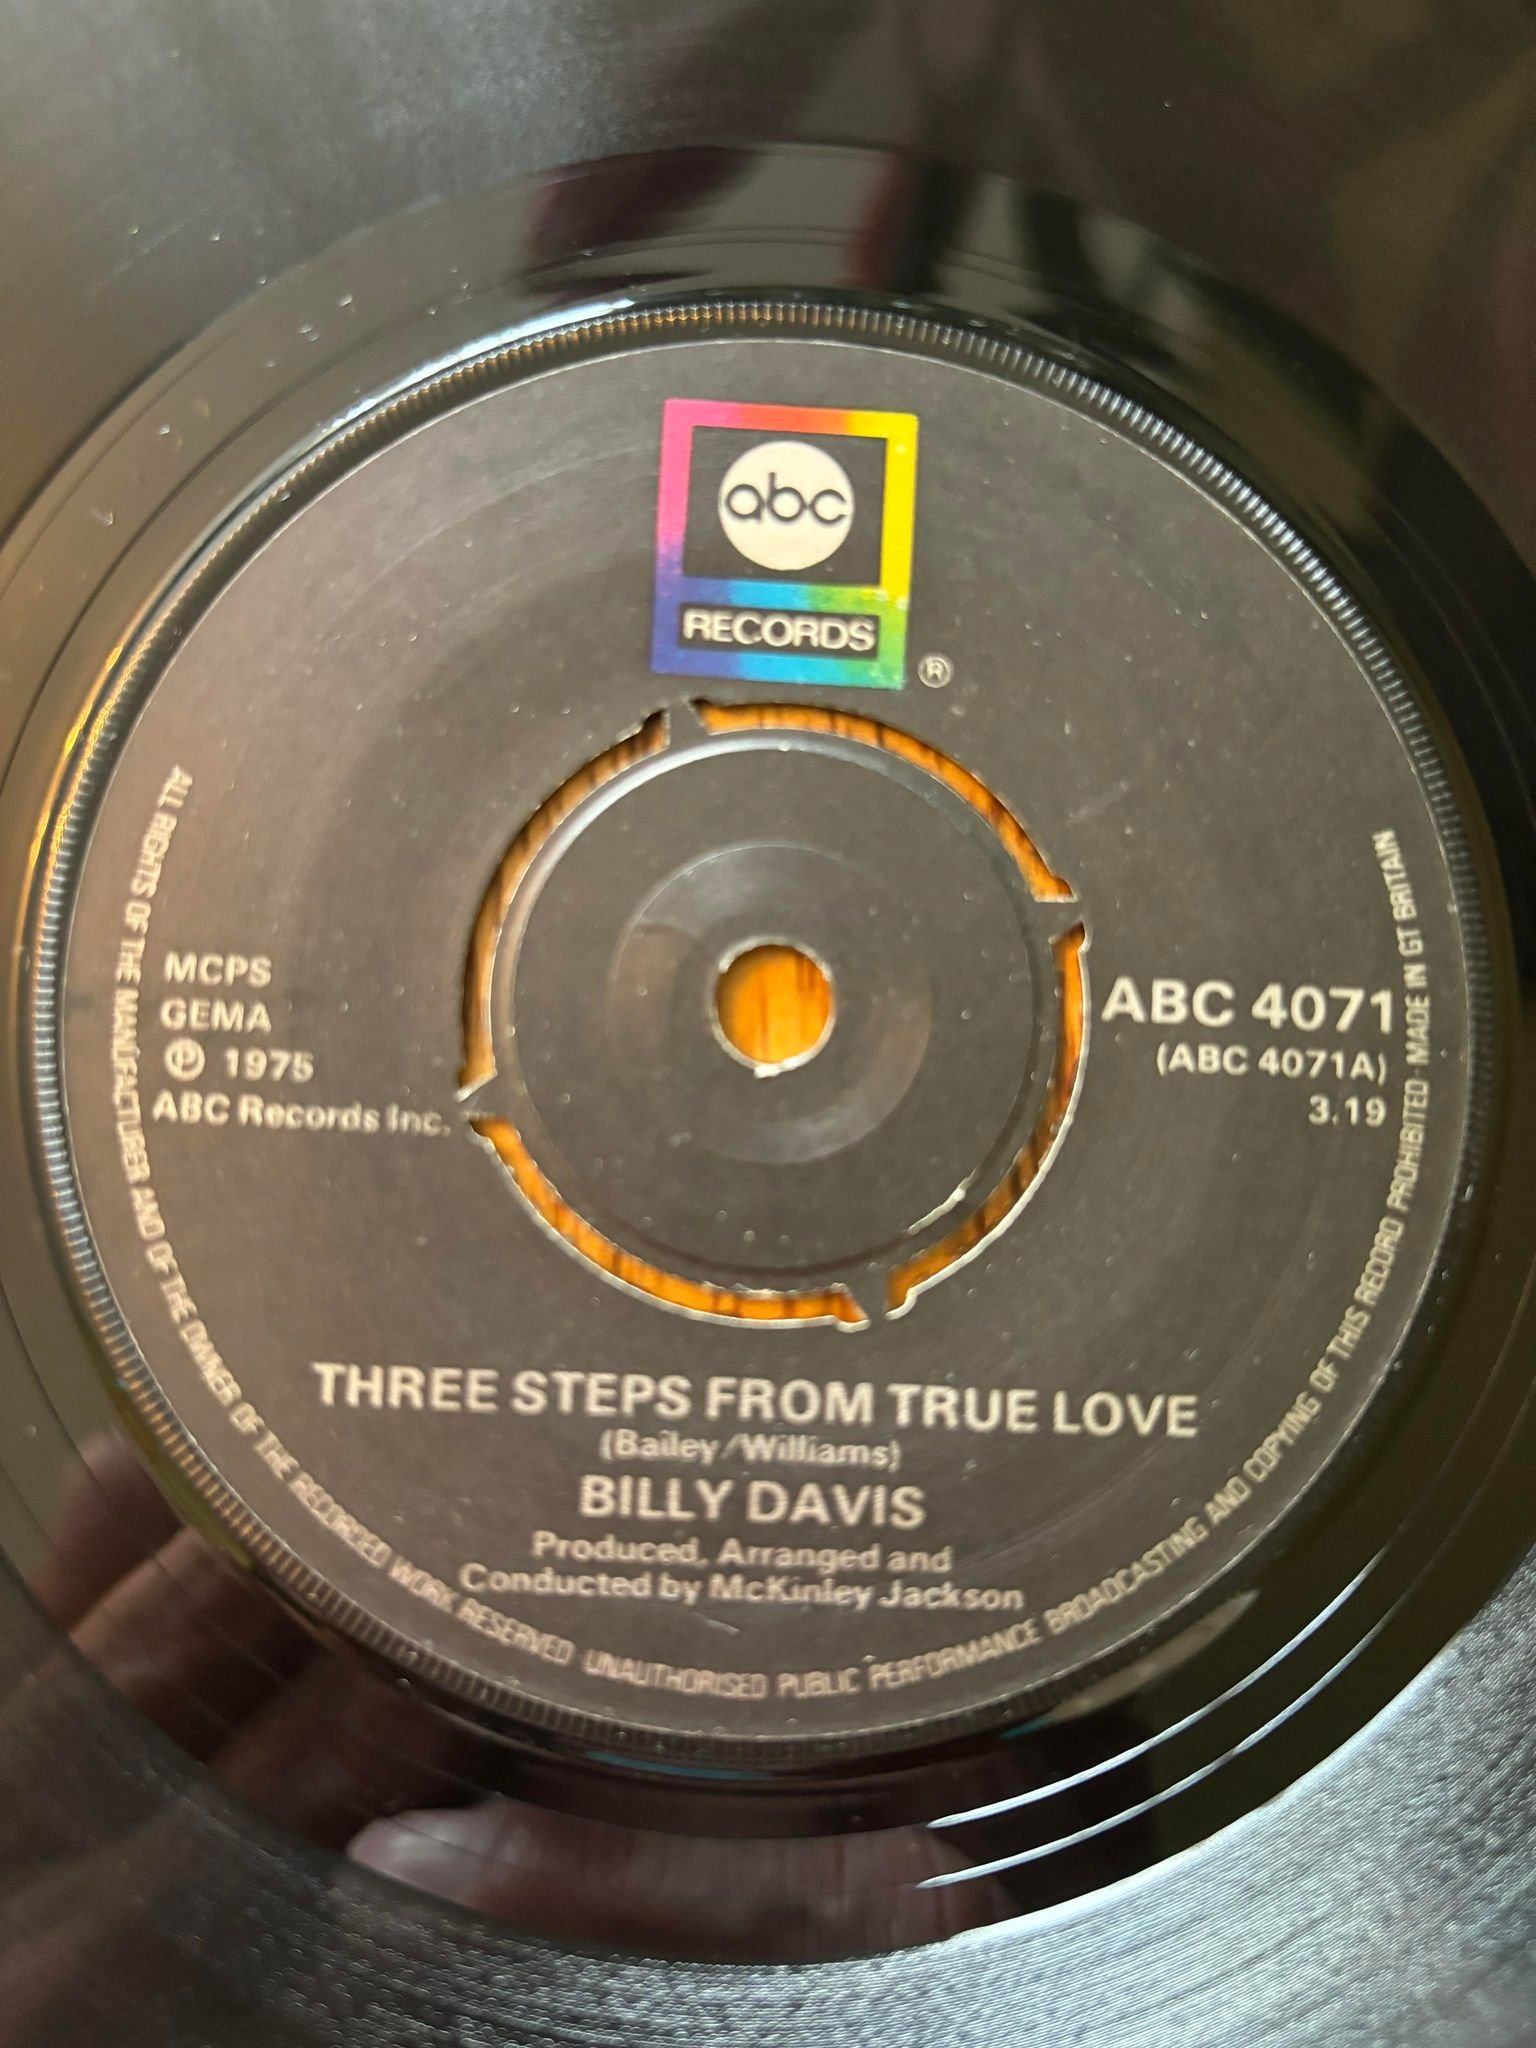 abc
RECORDS
®
MCPS
GEMA
℗ 1975
ABC Records Inc.
ABC 4071
(ABC 4071A)
3.19
THREE STEPS FROM TRUE LOVE
(Bailey/Williams)
BILLY DAVIS
Produced, Arranged and
Conducted by McKinley Jackson
ALL RIGHTS OF THE MANUFACTURER AND OF THE OWNER OF THE RECORDED WORK RESERVED UNAUTHORISED PUBLIC PERFORMANCE BROADCASTING AND COPYING OF THIS RECORD PROHIBITED · MADE IN GT BRITAIN